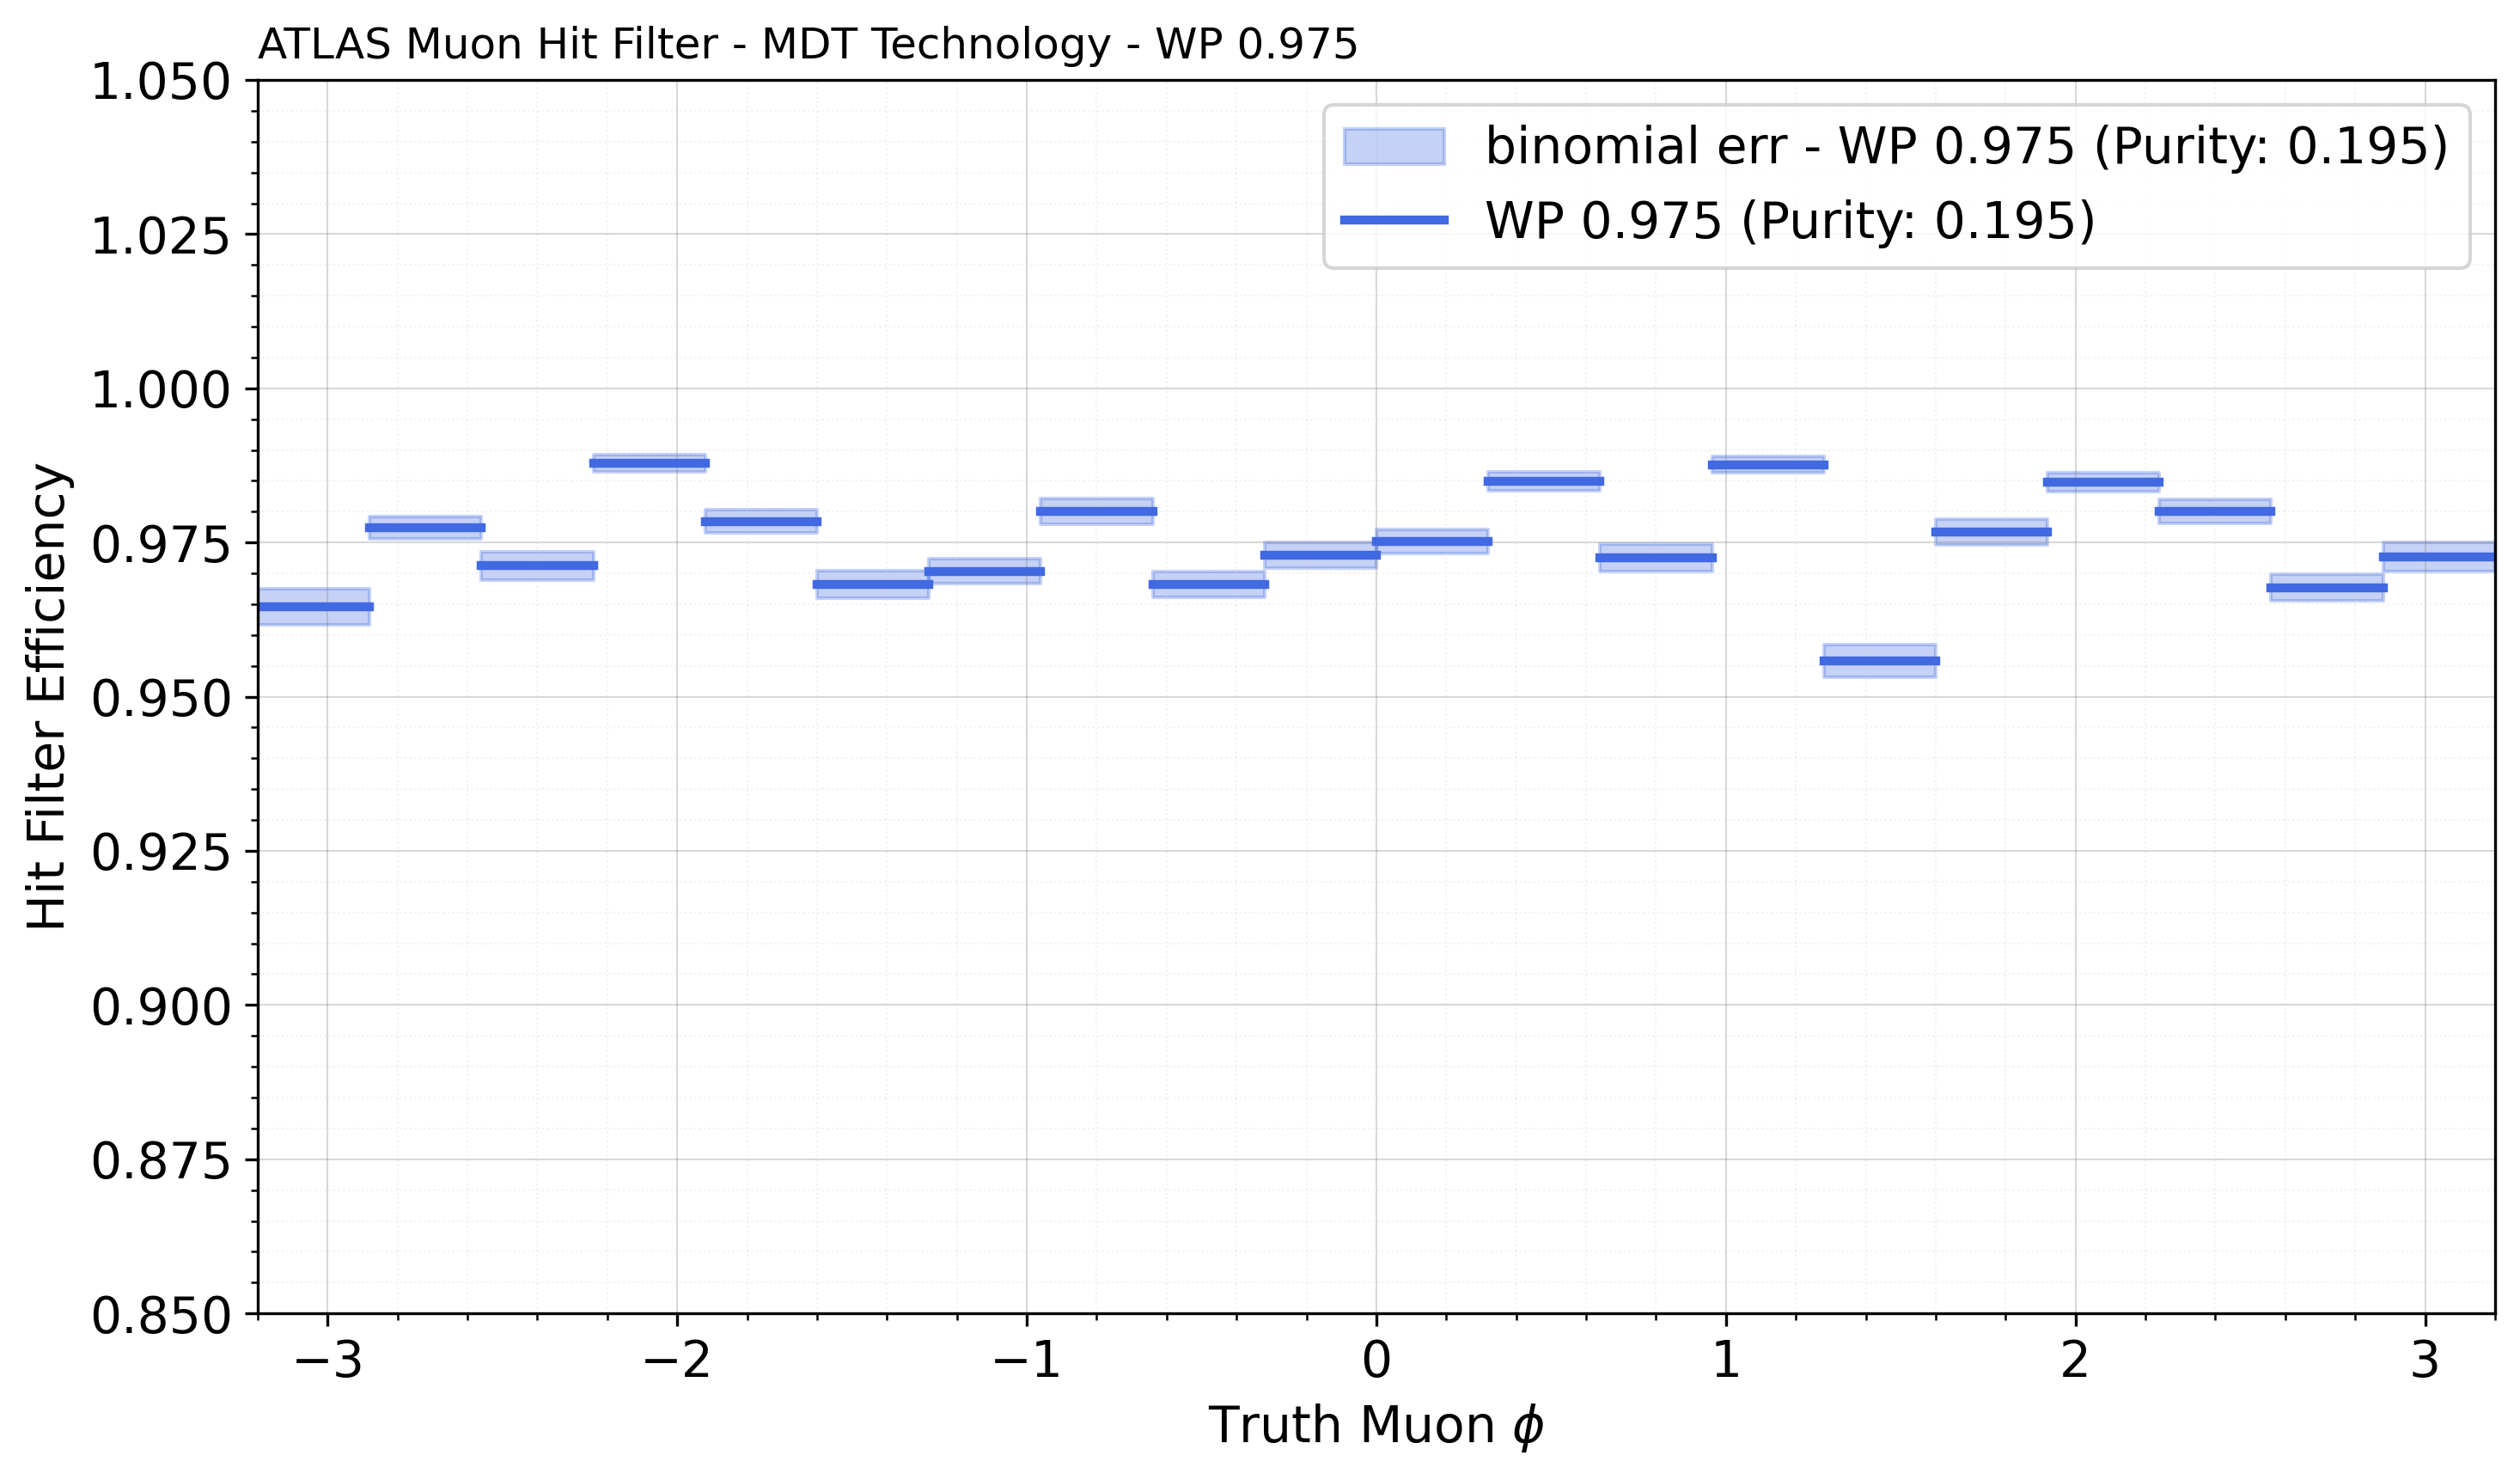 ATLAS Muon Hit Filter - MDT Technology - WP 0.975
1.050
1.025
1.000
0.975
0.950
0.925
0.900
0.875
0.850
Hit Filter Efficiency
binomial err - WP 0.975 (Purity: 0.195)
WP 0.975 (Purity: 0.195)
−3 −2 −1 0 1 2 3
Truth Muon ϕ